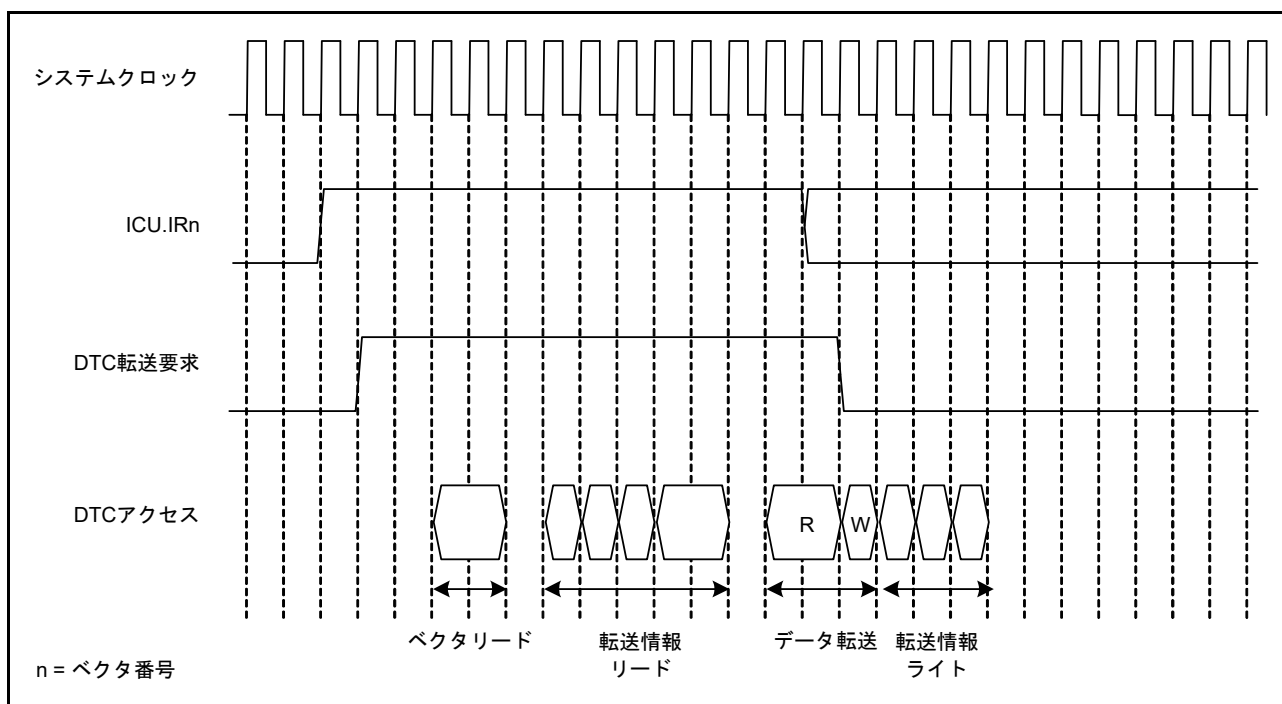 システムクロック
ICU.IRn
DTC転送要求
DTCアクセス
R
W
ベクタリード
転送情報
リード
データ転送
転送情報
ライト
n = ベクタ番号